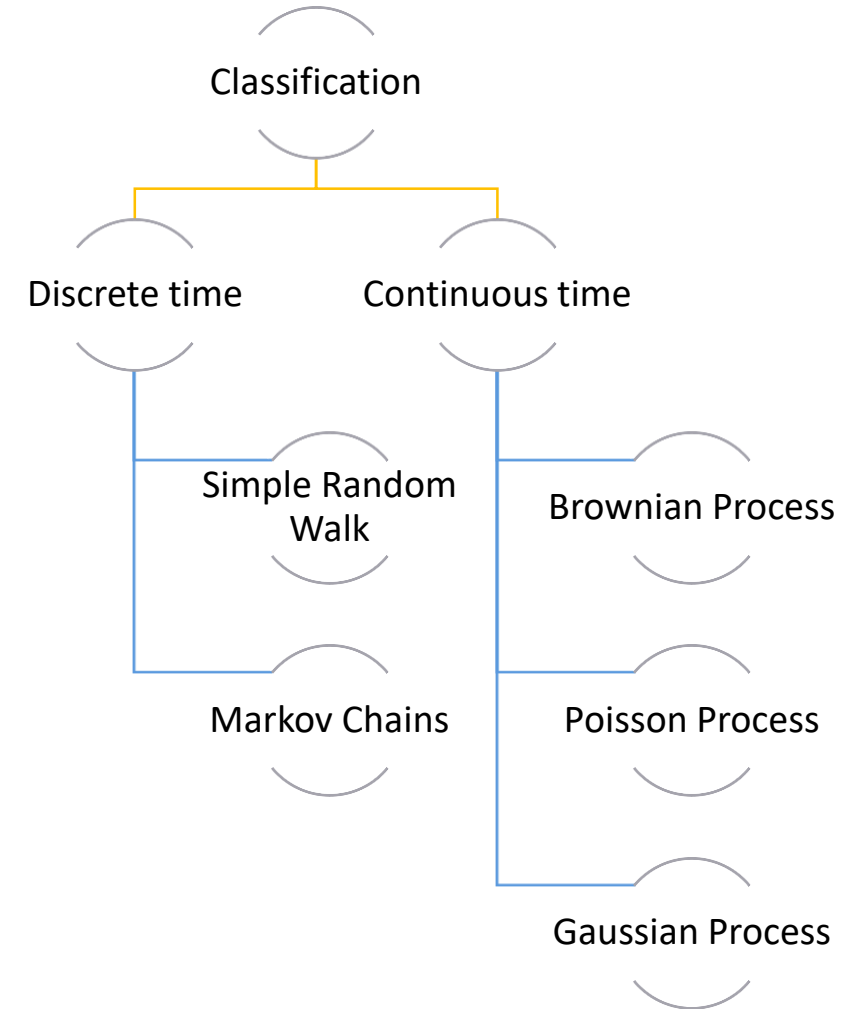 Classification
Discrete time
Continuous time
Simple Random
Walk
Brownian Process
Markov Chains
Poisson Process
Gaussian Process